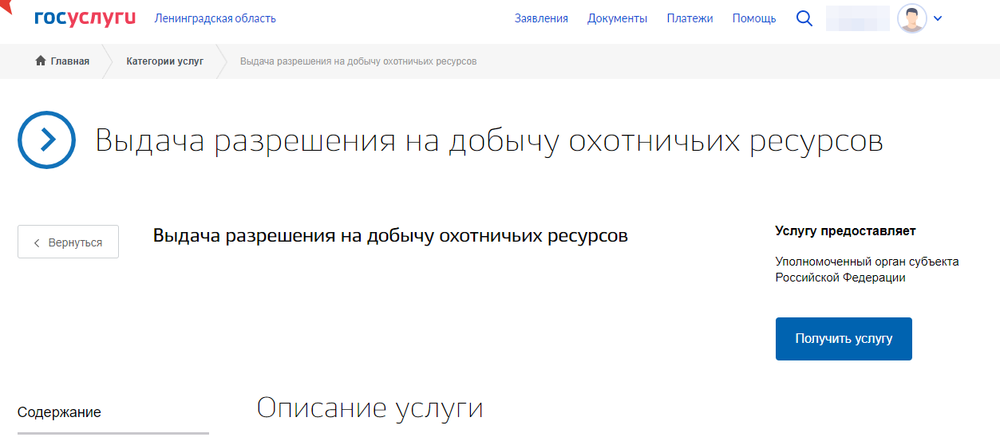 госуслуги Ленинградская область Заявления Документы Платежи Помощь
Главная Категории услуг Выдача разрешения на добычу охотничьих ресурсов
Выдача разрешения на добычу охотничьих ресурсов
Вернуться
Выдача разрешения на добычу охотничьих ресурсов
Услугу предоставляет
Уполномоченный орган субъекта
Российской Федерации
Получить услугу
Содержание
Описание услуги